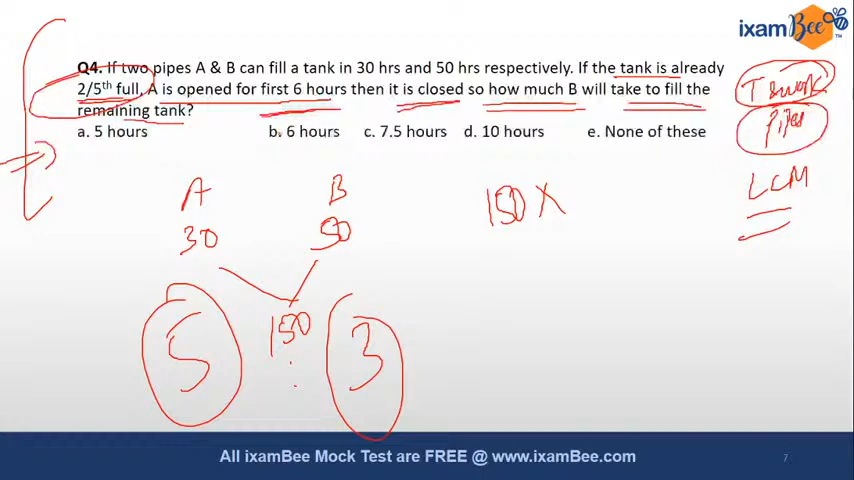 ixamBee
Q4. If two pipes A & B can fill a tank in 30 hrs and 50 hrs respectively. If the tank is already
2/5th full, A is opened for first 6 hours then it is closed so how much B will take to fill the
remaining tank?
a. 5 hours b. 6 hours c. 7.5 hours d. 10 hours e. None of these
T & work
Pipes
LCM
A B
30 50
150 X
150
5 3
All ixamBee Mock Test are FREE @ www.ixamBee.com
7